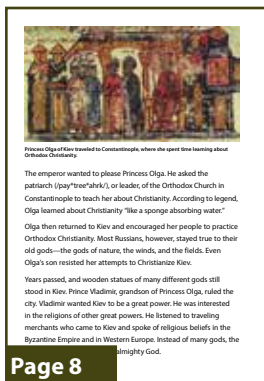 Princess Olga of Kiev traveled to Constantinople, where she spent time learning about
Orthodox Christianity.
The emperor wanted to please Princess Olga. He asked the
patriarch (/pay*tree*ahrk/), or leader, of the Orthodox Church in
Constantinople to teach her about Christianity. According to legend,
Olga learned about Christianity “like a sponge absorbing water.”
Olga then returned to Kiev and encouraged her people to practice
Orthodox Christianity. Most Russians, however, stayed true to their
old gods—the gods of nature, the winds, and the fields. Even
Olga’s son resisted her attempts to Christianize Kiev.
Years passed, and wooden statues of many different gods still
stood in Kiev. Prince Vladimir, grandson of Princess Olga, ruled the
city. Vladimir wanted Kiev to be a great power. He was interested
in the religions of other great powers. He listened to traveling
merchants who came to Kiev and spoke of religious beliefs in the
Byzantine Empire and in Western Europe. Instead of many gods, the
almighty God.
Page 8